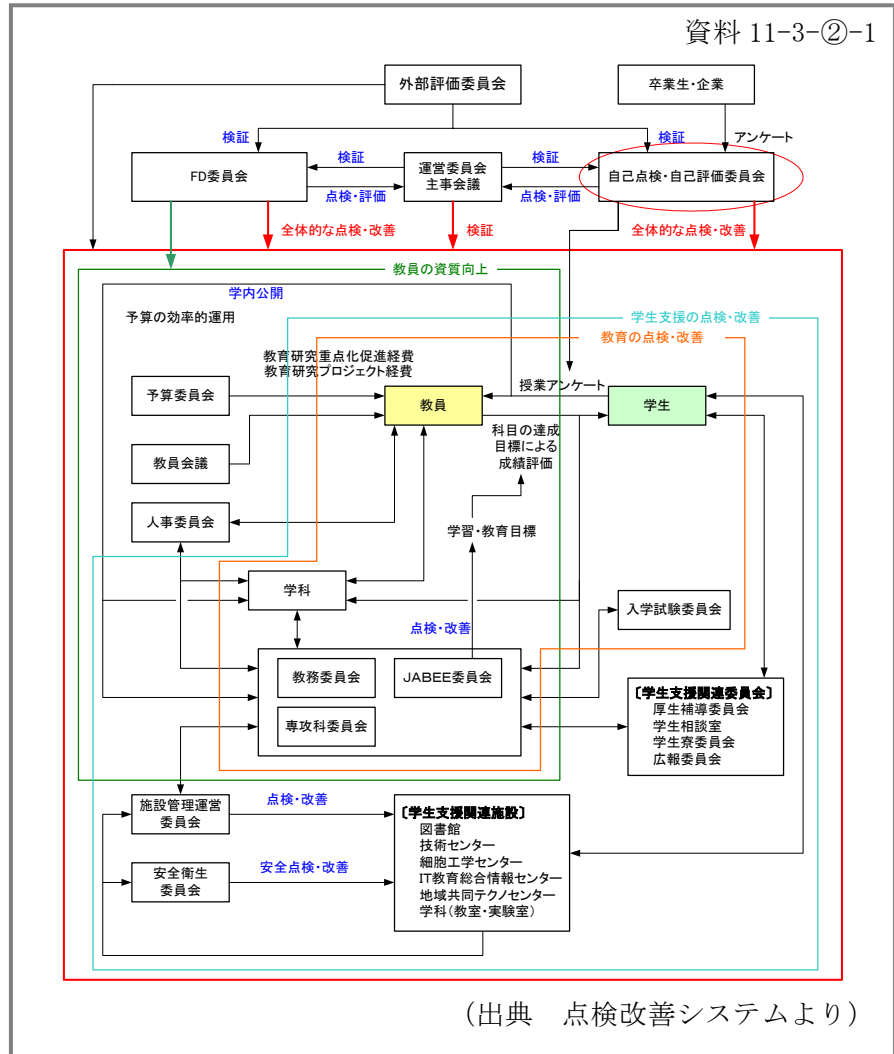 資料 11-3-②-1
外部評価委員会
卒業生・企業
検証
検証
アンケート
FD委員会
検証
運営委員会
主事会議
検証
自己点検・自己評価委員会
点検・評価
点検・評価
全体的な点検・改善
検証
全体的な点検・改善
教員の資質向上
学内公開
予算の効率的運用
学生支援の点検・改善
教育の点検・改善
教育研究重点化促進経費
教育研究プロジェクト経費
授業アンケート
予算委員会
教員
学生
科目の達成
目標による
成績評価
教員会議
人事委員会
学習・教育目標
学科
入学試験委員会
点検・改善
教務委員会
JABEE委員会
専攻科委員会
〔学生支援関連委員会〕
厚生補導委員会
学生相談室
学生寮委員会
広報委員会
施設管理運営
委員会
点検・改善
〔学生支援関連施設〕
図書館
技術センター
細胞工学センター
IT教育総合情報センター
地域共同テクノセンター
学科(教室・実験室)
安全衛生
委員会
安全点検・改善
(出典　点検改善システムより)